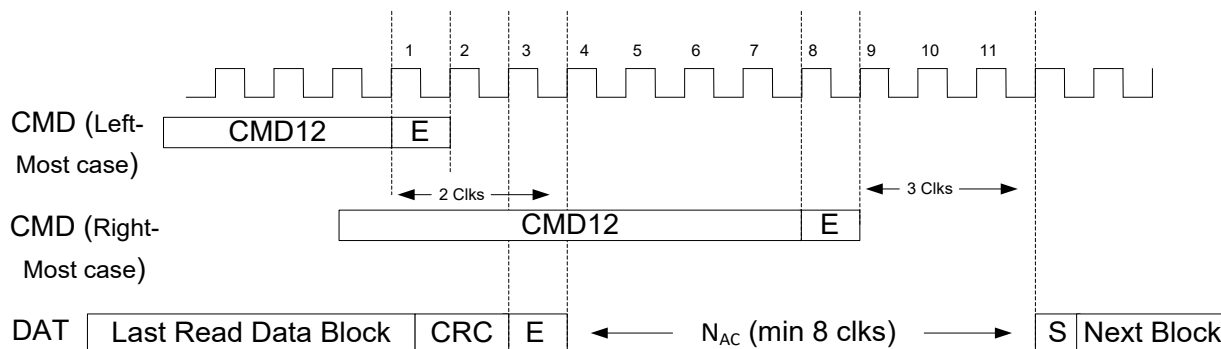 1 2 3 4 5 6 7 8 9 10 11
CMD (Left-
Most case)
CMD12 E
2 Clks
3 Clks
CMD (Right-
Most case)
CMD12 E
DAT Last Read Data Block CRC E NAC (min 8 clks) S Next Block